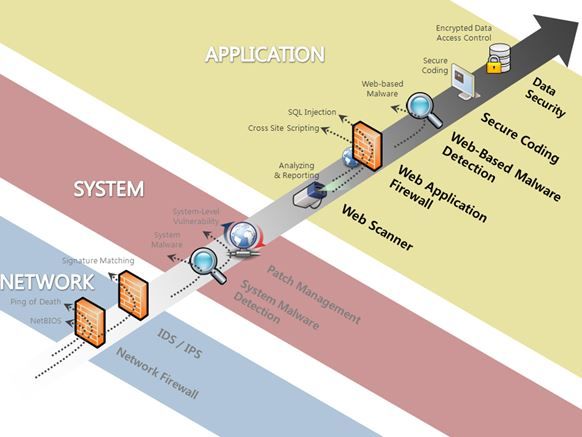 APPLICATION
Encrypted Data
Access Control
Secure
Coding
Web-based
Malware
SQL Injection
Cross Site Scripting
Analyzing
& Reporting
Data
Security
Secure Coding
Web-Based Malware
Detection
Web Application
Firewall
Web Scanner
SYSTEM
System-Level
Vulnerability
System
Malware
Patch Management
System Malware
Detection
NETWORK
Signature Matching
Ping of Death
NetBIOS
IDS / IPS
Network Firewall